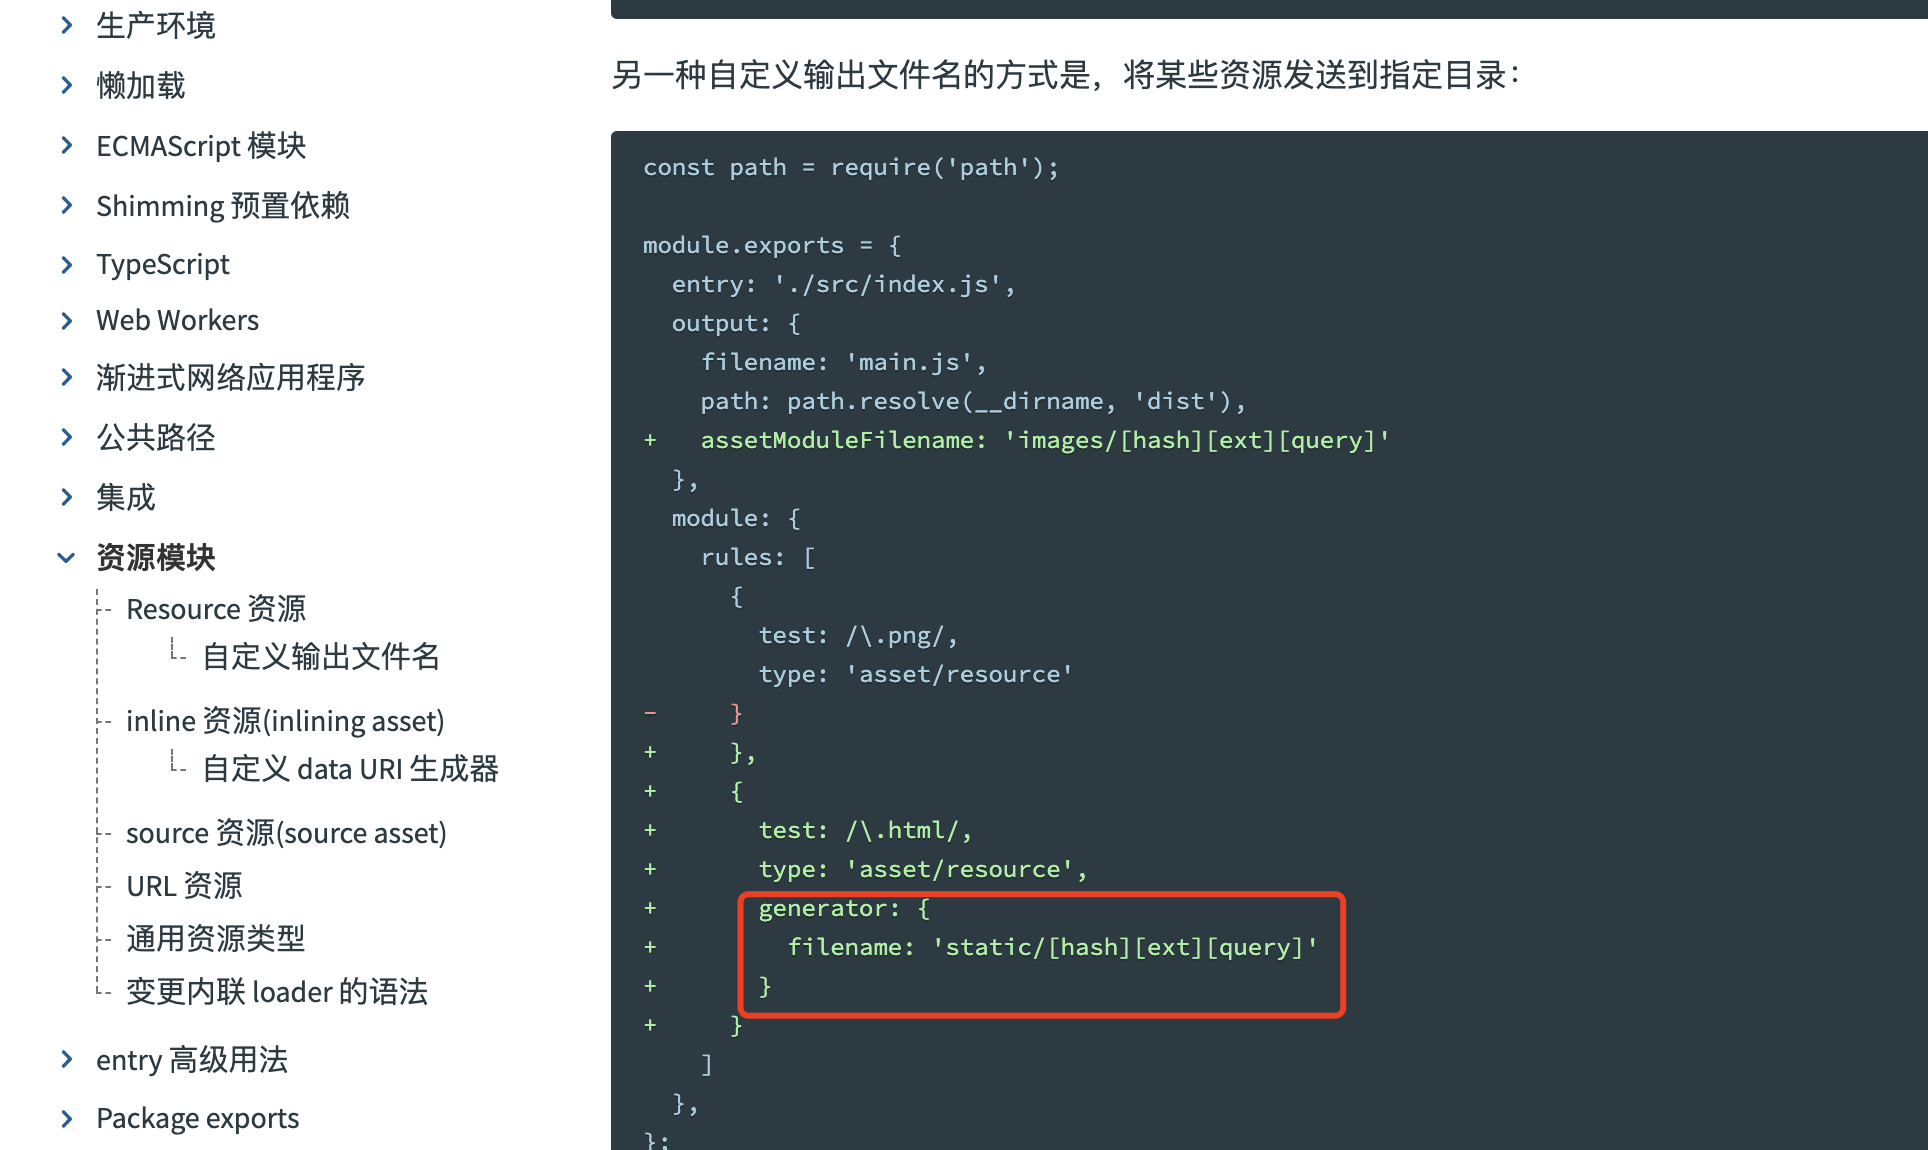 生产环境
懒加载
ECMAScript 模块
Shimming 预置依赖
TypeScript
Web Workers
渐进式网络应用程序
公共路径
集成
资源模块
Resource 资源
自定义输出文件名
inline 资源(inlining asset)
自定义 data URI 生成器
source 资源(source asset)
URL 资源
通用资源类型
变更内联 loader 的语法
entry 高级用法
Package exports
另一种自定义输出文件名的方式是，将某些资源发送到指定目录：
const path = require('path');
module.exports = {
  entry: './src/index.js',
  output: {
    filename: 'main.js',
    path: path.resolve(__dirname, 'dist'),
+   assetModuleFilename: 'images/[hash][ext][query]'
  },
  module: {
    rules: [
      {
        test: /\.png/,
        type: 'asset/resource'
-     }
+     },
+     {
+       test: /\.html/,
+       type: 'asset/resource',
+       generator: {
+         filename: 'static/[hash][ext][query]'
+       }
+     }
    ]
  },
};